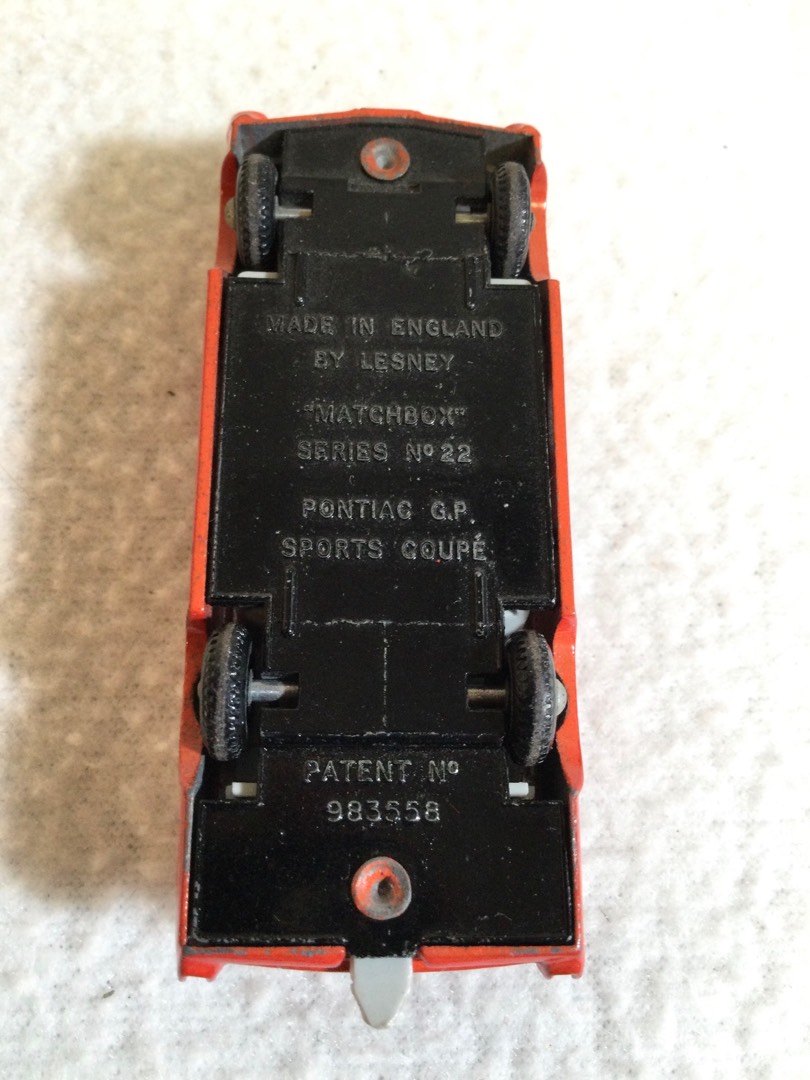 MADE IN ENGLAND
BY LESNEY
"MATCHBOX"
SERIES Nº 22
PONTIAC G.P.
SPORTS COUPÉ
PATENT Nº
983558